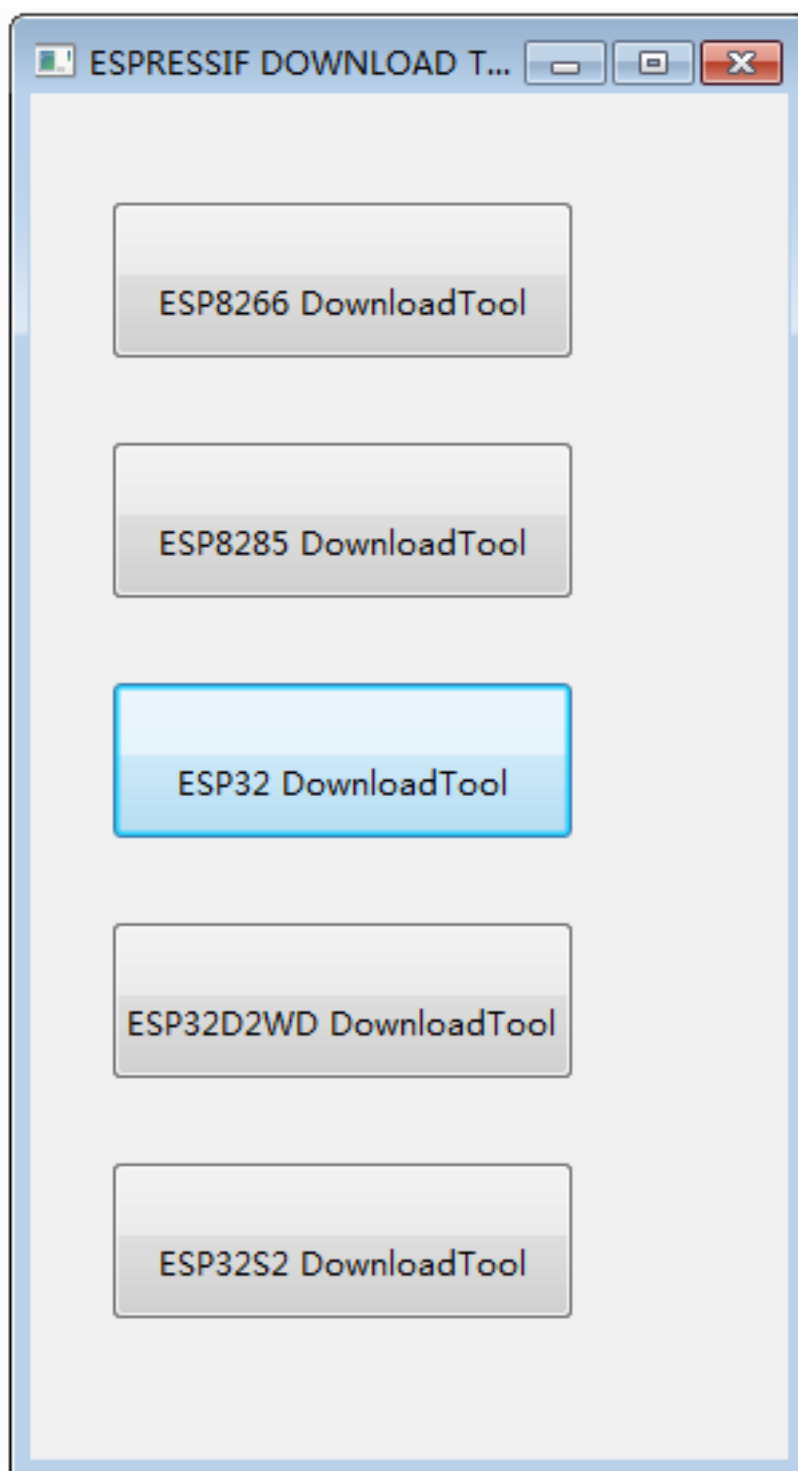 ESPRESSIF DOWNLOAD T...
ESP8266 DownloadTool
ESP8285 DownloadTool
ESP32 DownloadTool
ESP32D2WD DownloadTool
ESP32S2 DownloadTool